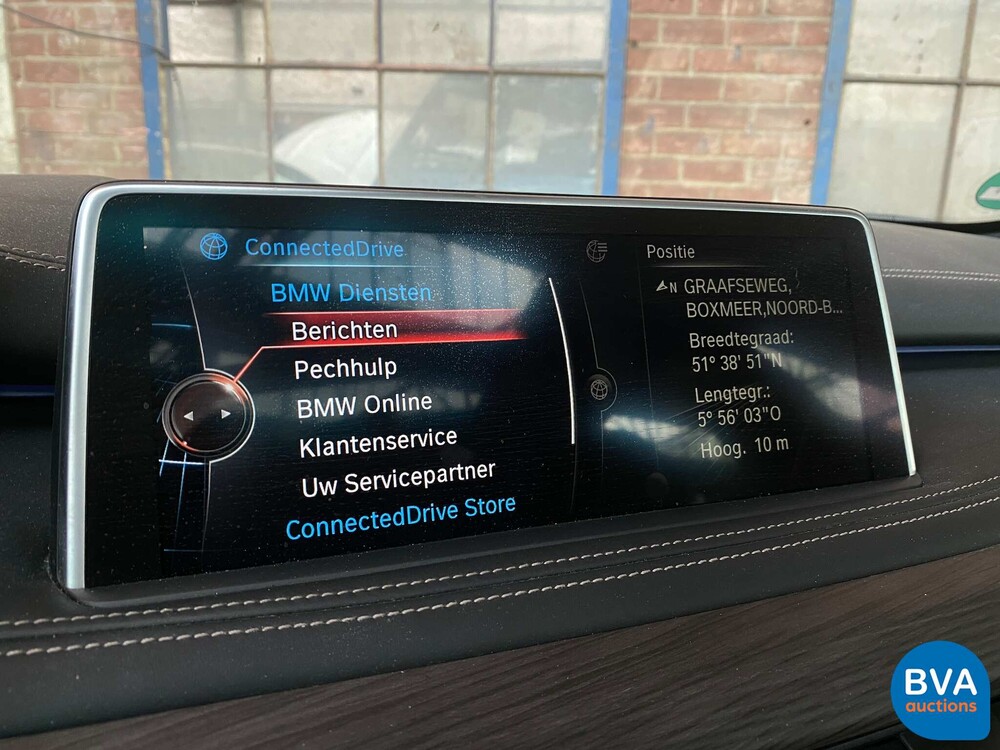 ConnectedDrive
BMW Diensten
Berichten
Pechhulp
BMW Online
Klantenservice
Uw Servicepartner
ConnectedDrive Store
Positie
N GRAAFSEWEG,
BOXMEER,NOORD-B...
Breedtegraad:
51° 38' 51"N
Lengtegr.:
5° 56' 03"O
Hoog. 10 m
BVA
auctions